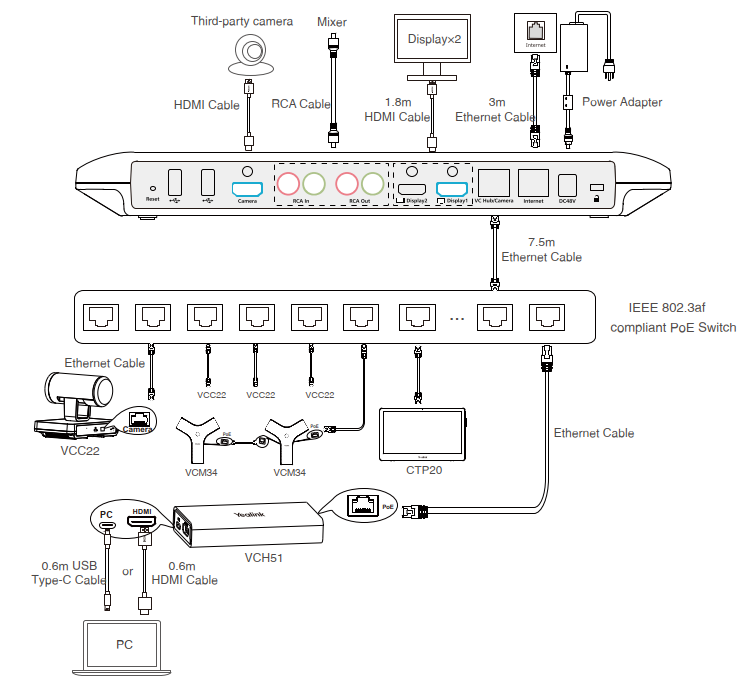 Third-party camera
Mixer
Display×2
Internet
HDMI Cable
RCA Cable
1.8m
HDMI Cable
3m
Ethernet Cable
Power Adapter
Reset
Camera
RCA In
RCA Out
Display2
Display1
VC Hub/Camera
Internet
DC48V
7.5m
Ethernet Cable
IEEE 802.3af
compliant PoE Switch
...
Ethernet Cable
VCC22
VCC22
VCC22
Camera
VCC22
PoE
PoE
VCM34
VCM34
CTP20
Ethernet Cable
PC
HDMI
Yealink
PoE
VCH51
0.6m USB
Type-C Cable
or
0.6m
HDMI Cable
PC